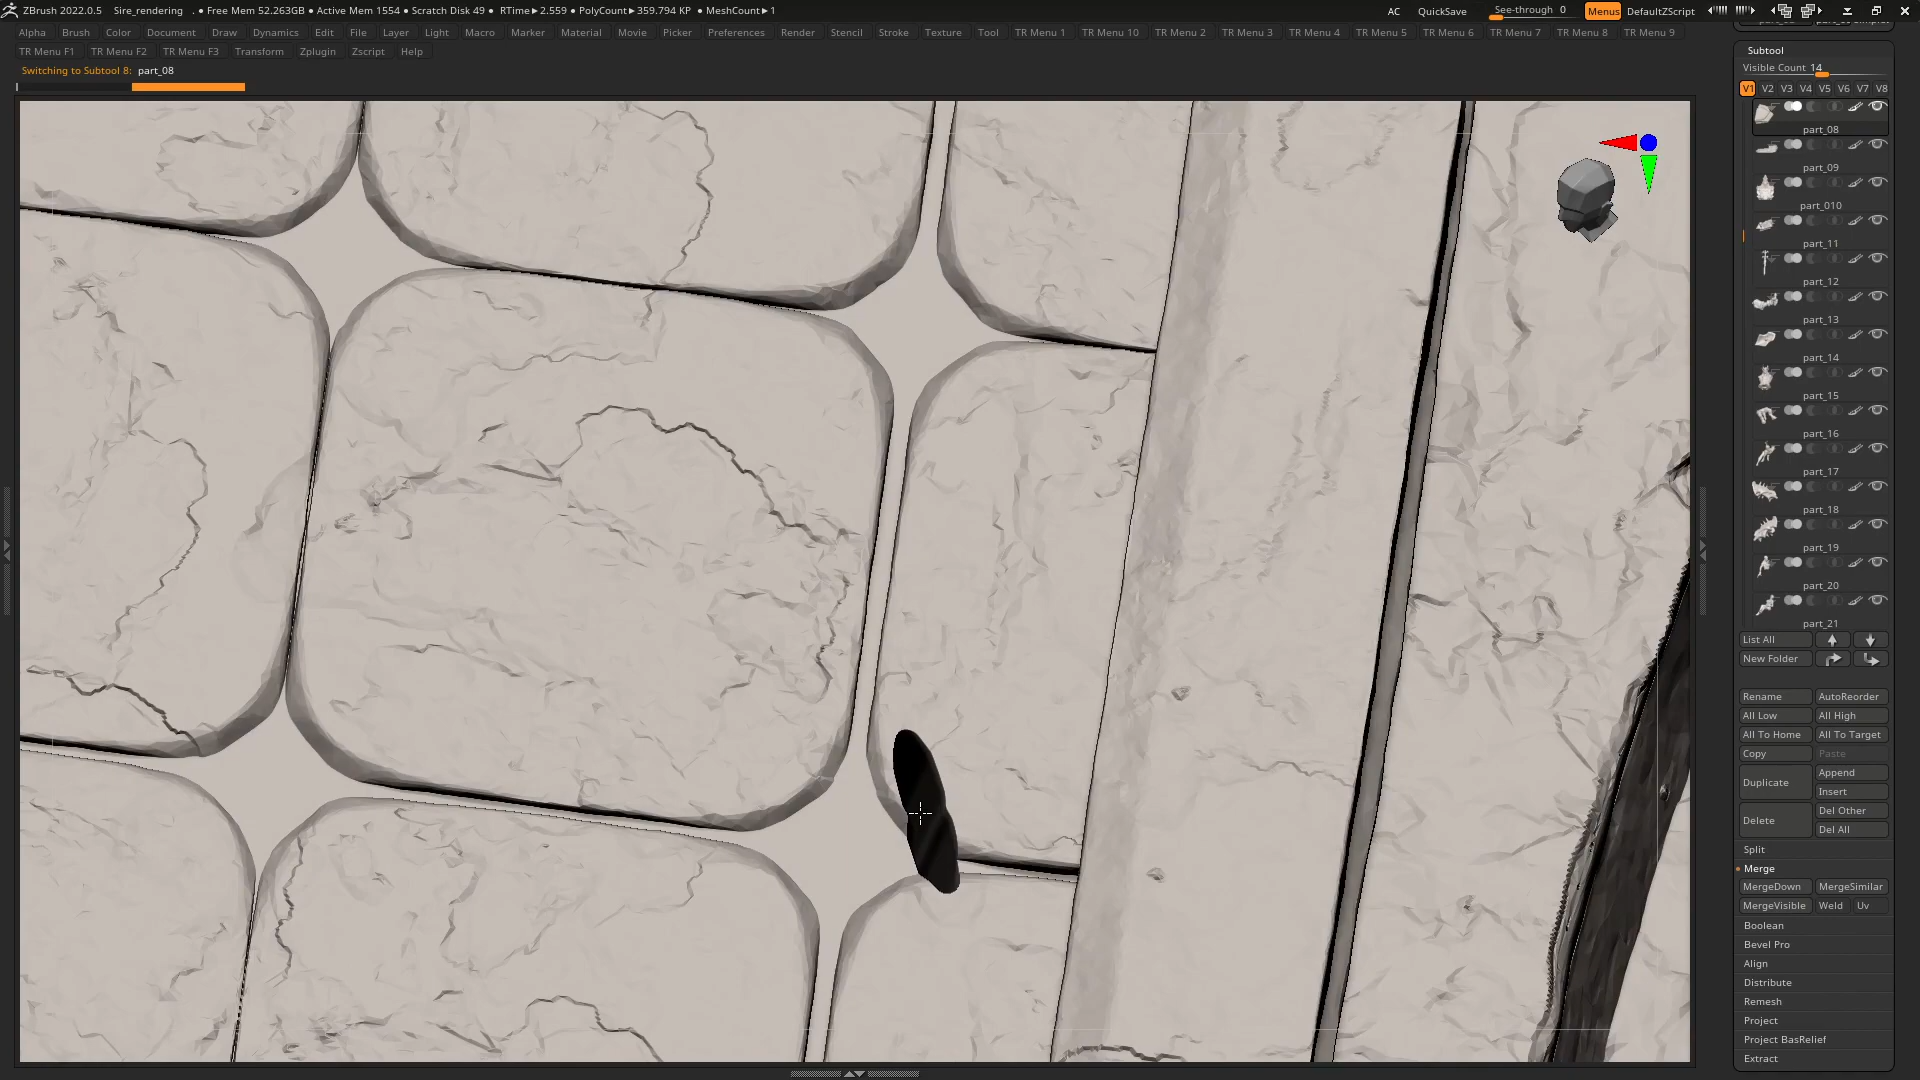 ZBrush 2022.0.5 Sire_rendering . • Free Mem 52.263GB • Active Mem 1554 • Scratch Disk 49 • RTime▶2.559 • PolyCount▶359.794 KP • MeshCount▶1 AC QuickSave See-through 0 Menus DefaultZScript
Alpha Brush Color Document Draw Dynamics Edit File Layer Light Macro Marker Material Movie Picker Preferences Render Stencil Stroke Texture Tool TR Menu 1 TR Menu 10 TR Menu 2 TR Menu 3 TR Menu 4 TR Menu 5 TR Menu 6 TR Menu 7 TR Menu 8 TR Menu 9
TR Menu F1 TR Menu F2 TR Menu F3 Transform Zplugin Zscript Help
Switching to Subtool 8: part_08
Subtool
Visible Count 14
V1 V2 V3 V4 V5 V6 V7 V8
part_08
part_09
part_010
part_11
part_12
part_13
part_14
part_15
part_16
part_17
part_18
part_19
part_20
part_21
List All
New Folder
Rename AutoReorder
All Low All High
All To Home All To Target
Copy Paste
Duplicate Append
Insert
Delete Del Other
Del All
Split
Merge
MergeDown MergeSimilar
MergeVisible Weld Uv
Boolean
Bevel Pro
Align
Distribute
Remesh
Project
Project BasRelief
Extract